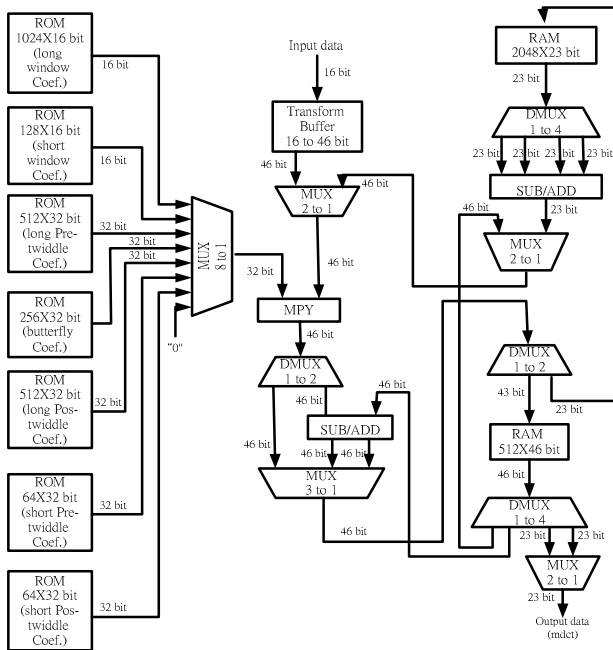 ROM
1024X16 bit
(long
window
Coef.)
16 bit
ROM
128X16 bit
(short
window
Coef.)
16 bit
ROM
512X32 bit
(long Pre-
twiddle
Coef.)
32 bit
32 bit
32 bit
ROM
256X32 bit
(butterfly
Coef.)
"0"
ROM
512X32 bit
(long Pos-
twiddle
Coef.)
32 bit
ROM
64X32 bit
(short Pre-
twiddle
Coef.)
32 bit
ROM
64X32 bit
(short Pos-
twiddle
Coef.)
32 bit
MUX
8 to 1
32 bit
Input data
16 bit
Transform
Buffer
16 to 46 bit
46 bit
46 bit
MUX
2 to 1
46 bit
MPY
46 bit
DMUX
1 to 2
46 bit
46 bit
SUB/ADD
46 bit
46 bit
46 bit
MUX
3 to 1
46 bit
RAM
2048X23 bit
23 bit
DMUX
1 to 4
23 bit
23 bit
23 bit
23 bit
SUB/ADD
46 bit
23 bit
MUX
2 to 1
DMUX
1 to 2
43 bit
23 bit
RAM
512X46 bit
46 bit
DMUX
1 to 4
23 bit
23 bit
MUX
2 to 1
23 bit
Output data
(mdct)